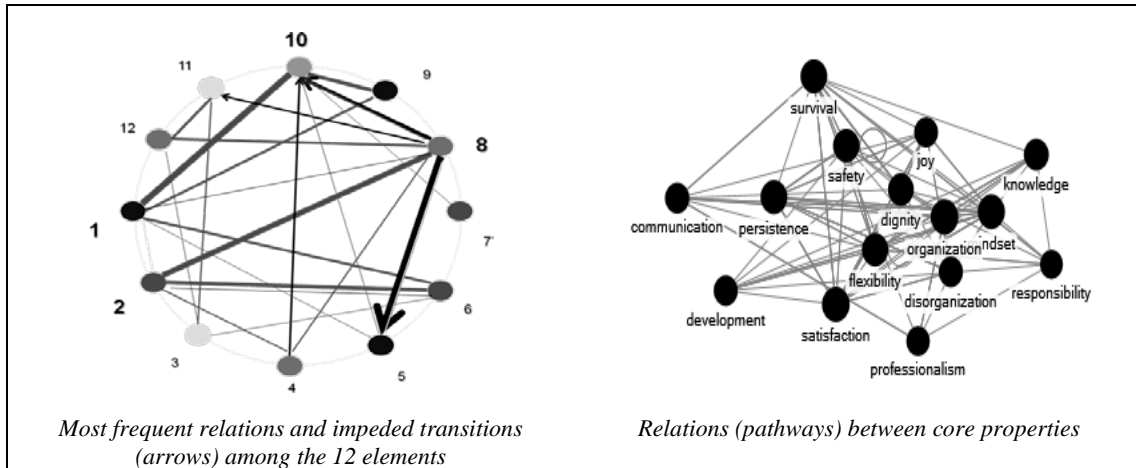 10
11
9
12
8
1
7
2
6
3
5
4
survival
joy
safety
knowledge
communication
persistence
dignity
organization
ndset
flexibility
disorganization
responsibility
development
satisfaction
professionalism
Most frequent relations and impeded transitions
(arrows) among the 12 elements
Relations (pathways) between core properties